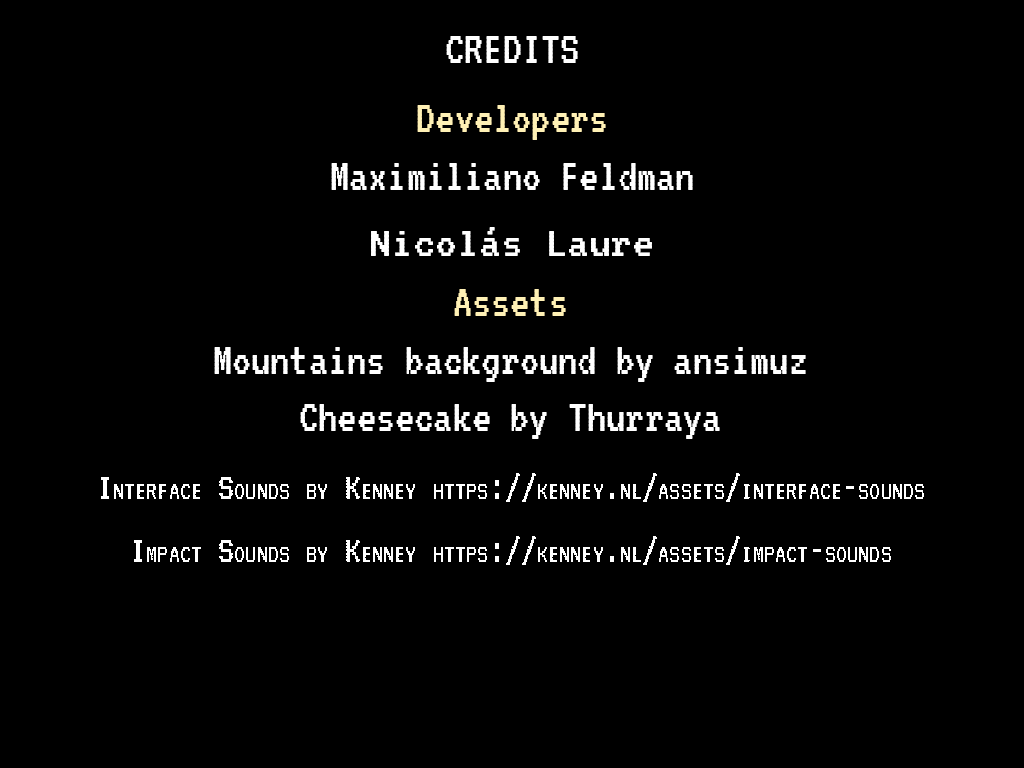 CREDITS
Developers
Maximiliano Feldman
Nicolás Laure
Assets
Mountains background by ansimuz
Cheesecake by Thurraya
Interface Sounds by Kenney https://kenney.nl/assets/interface-sounds
Impact Sounds by Kenney https://kenney.nl/assets/impact-sounds